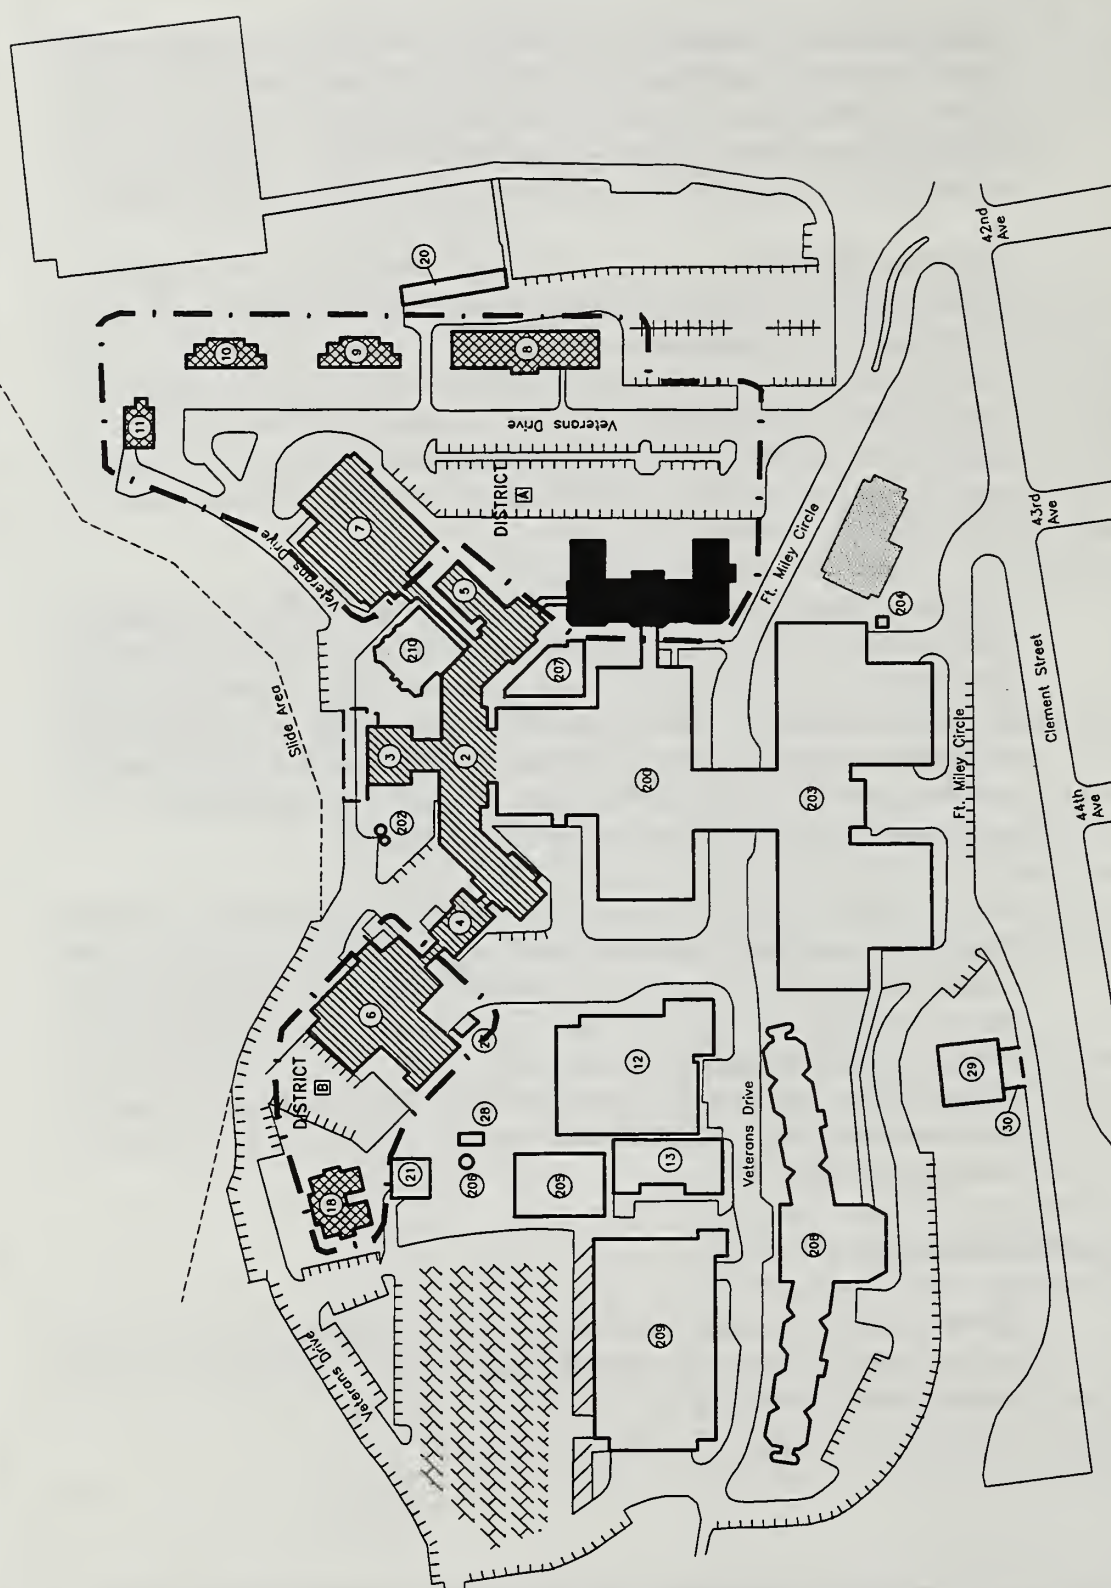 20
10
9
8
11
42nd
Ave
Veterans Drive
DISTRICT
A
7
Veterans Drive
5
43rd
Ave
Ft. Miley Circle
204
210
207
Slide Area
3
2
200
203
Ft. Miley Circle
Clement Street
44th
Ave
202
4
6
12
29
30
DISTRICT
B
28
Veterans Drive
13
21
206
205
18
208
209
Veterans Drive